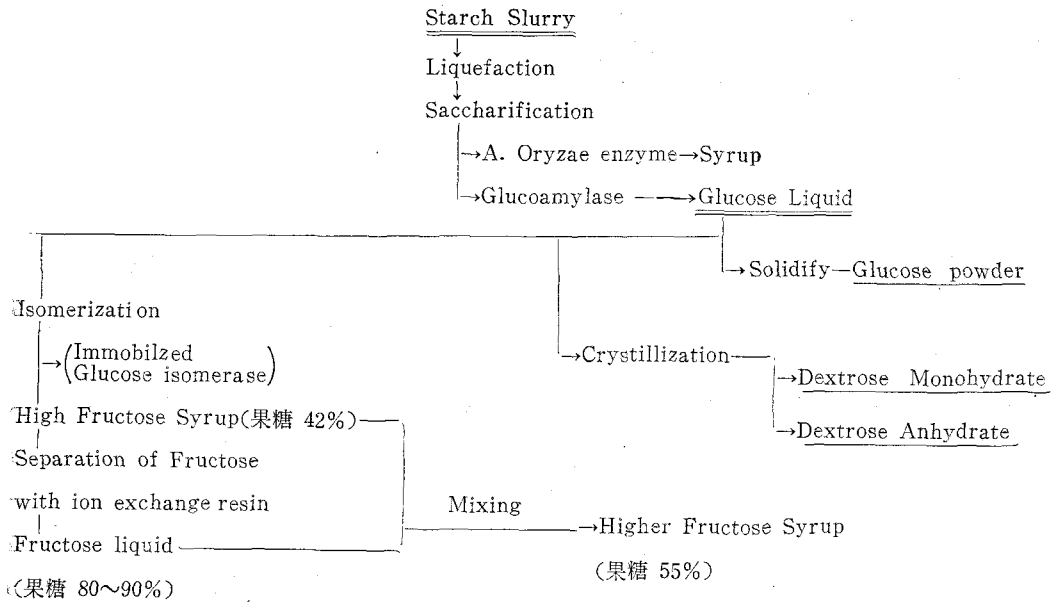 Starch Slurry
Liquefaction
Saccharification
→A. Oryzae enzyme→Syrup
→Glucoamylase →Glucose Liquid
→Solidify—Glucose powder
Isomerization
→(Immobilzed
Glucose isomerase)
→Crystillization
→Dextrose Monohydrate
High Fructose Syrup(果糖 42%)
→Dextrose Anhydrate
Separation of Fructose
with ion exchange resin
Mixing
Fructose liquid
→Higher Fructose Syrup
(果糖 80~90%)
(果糖 55%)